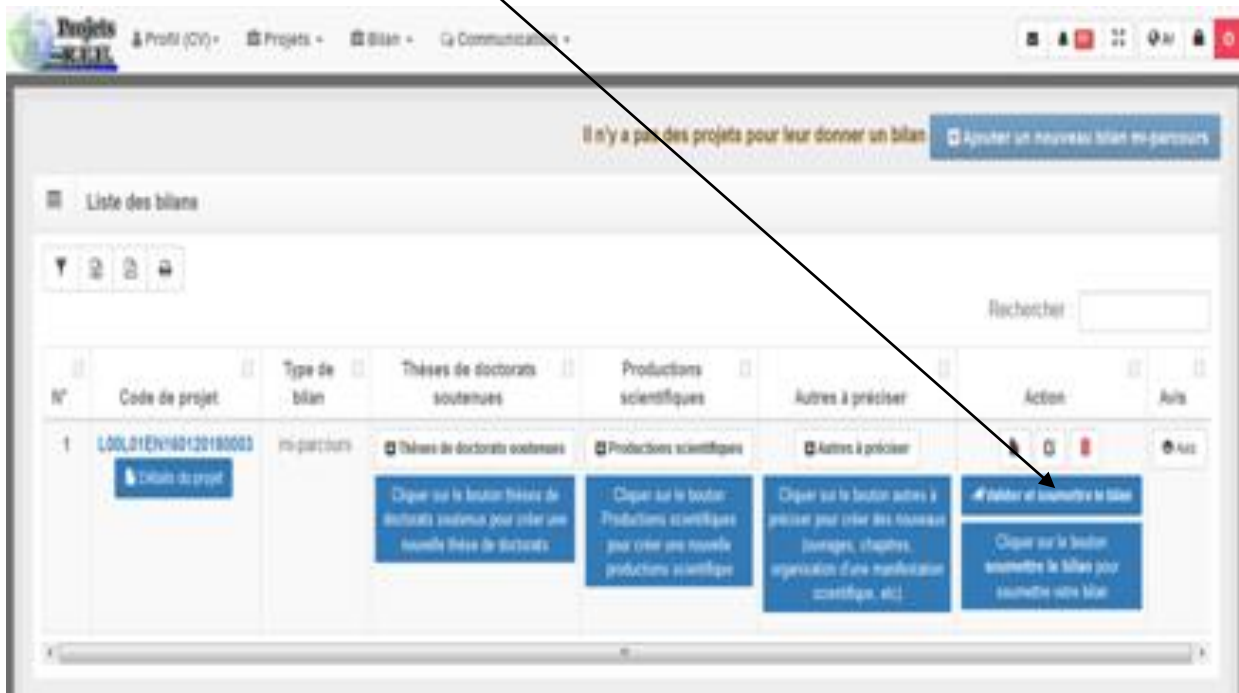 Projets
R.F.U.
Profil (CV)
Projets
Bilan
Communication
Il n'y a pas des projets pour leur donner un bilan
Ajouter un nouveau bilan mi-parcours
Liste des bilans
Rechercher
N°
Code de projet
Type de
bilan
Thèses de doctorats
soutenues
Productions
scientifiques
Autres à préciser
Action
Avis
1
L00L01EN160120180003
mi-parcours
Thèses de doctorats soutenues
Productions scientifiques
Autres à préciser
Avis
Détails du projet
Cliquer sur le bouton thèses de
doctorats soutenus pour créer une
nouvelle thèse de doctorats
Cliquer sur le bouton
Productions scientifiques
pour créer une nouvelle
productions scientifique
Cliquer sur le bouton autres à
préciser pour créer des nouveaux
(ouvrages, chapitres,
organisation d'une manifestation
scientifique, etc)
Valider et soumettre le bilan
Cliquer sur le bouton
soumettre le bilan pour
soumettre votre bilan